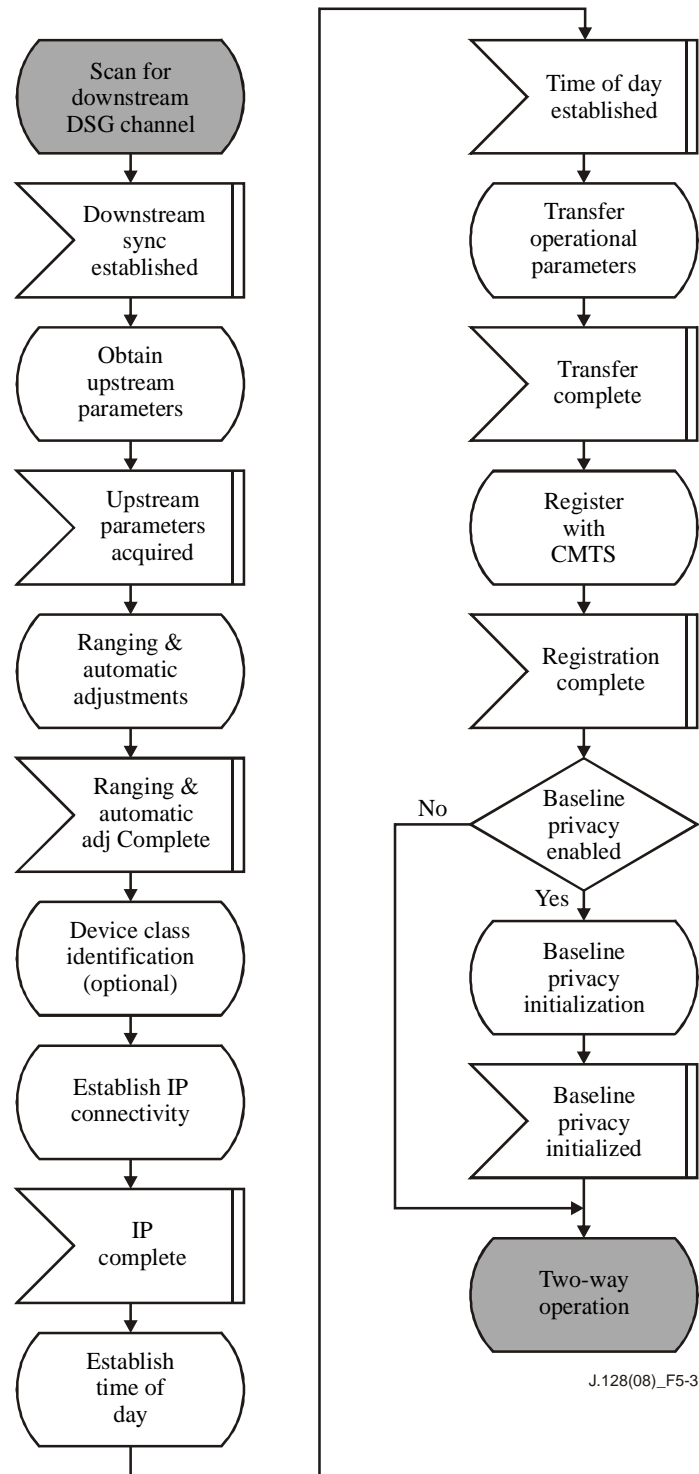 Scan for
downstream
DSG channel
Downstream
sync
established
Obtain
upstream
parameters
Upstream
parameters
acquired
Ranging &
automatic
adjustments
Ranging &
automatic
adj Complete
Device class
identification
(optional)
Establish IP
connectivity
IP
complete
Establish
time of
day
Time of day
established
Transfer
operational
parameters
Transfer
complete
Register
with
CMTS
Registration
complete
No
Baseline
privacy
enabled
Yes
Baseline
privacy
initialization
Baseline
privacy
initialized
Two-way
operation
J.128(08)_F5-3